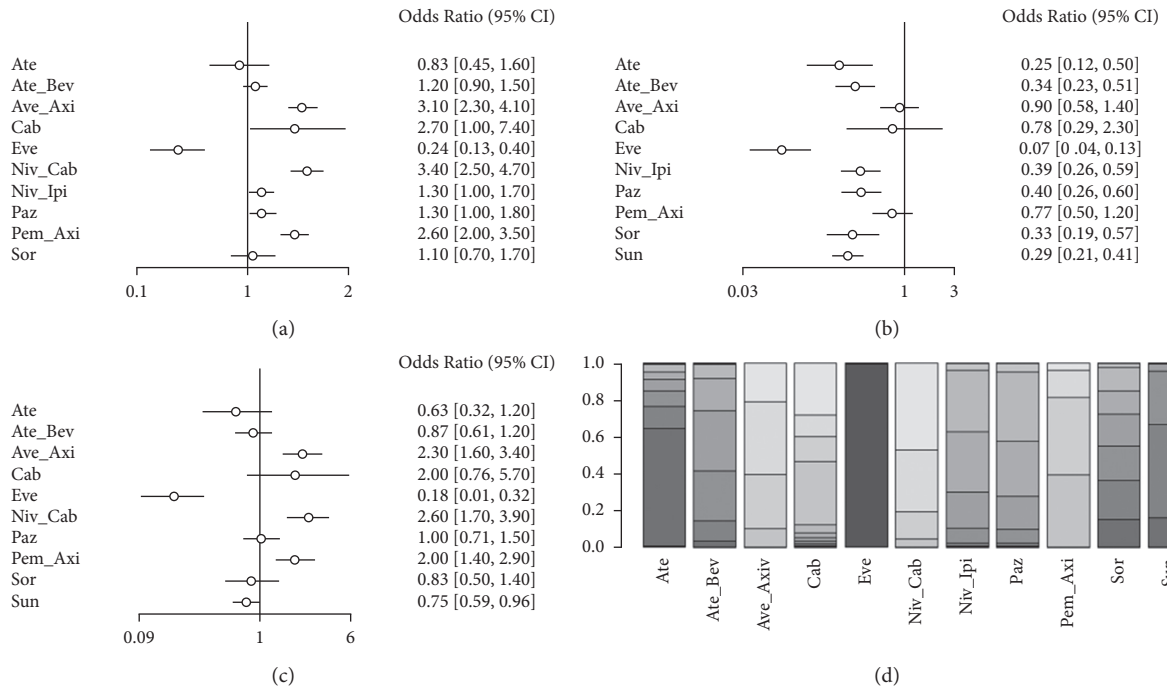 Odds Ratio (95% CI)
Ate 0.83 [0.45, 1.60]
Ate_Bev 1.20 [0.90, 1.50]
Ave_Axi 3.10 [2.30, 4.10]
Cab 2.70 [1.00, 7.40]
Eve 0.24 [0.13, 0.40]
Niv_Cab 3.40 [2.50, 4.70]
Niv_Ipi 1.30 [1.00, 1.70]
Paz 1.30 [1.00, 1.80]
Pem_Axi 2.60 [2.00, 3.50]
Sor 1.10 [0.70, 1.70]
0.1 1 2
(a)
Odds Ratio (95% CI)
Ate 0.25 [0.12, 0.50]
Ate_Bev 0.34 [0.23, 0.51]
Ave_Axi 0.90 [0.58, 1.40]
Cab 0.78 [0.29, 2.30]
Eve 0.07 [0 .04, 0.13]
Niv_Ipi 0.39 [0.26, 0.59]
Paz 0.40 [0.26, 0.60]
Pem_Axi 0.77 [0.50, 1.20]
Sor 0.33 [0.19, 0.57]
Sun 0.29 [0.21, 0.41]
0.03 1 3
(b)
Odds Ratio (95% CI)
Ate 0.63 [0.32, 1.20]
Ate_Bev 0.87 [0.61, 1.20]
Ave_Axi 2.30 [1.60, 3.40]
Cab 2.00 [0.76, 5.70]
Eve 0.18 [0.01, 0.32]
Niv_Cab 2.60 [1.70, 3.90]
Paz 1.00 [0.71, 1.50]
Pem_Axi 2.00 [1.40, 2.90]
Sor 0.83 [0.50, 1.40]
Sun 0.75 [0.59, 0.96]
0.09 1 6
(c)
1.0
0.8
0.6
0.4
0.2
0.0
Ate
Ate_Bev
Ave_Axiv
Cab
Eve
Niv_Cab
Niv_Ipi
Paz
Pem_Axi
Sor
(d)